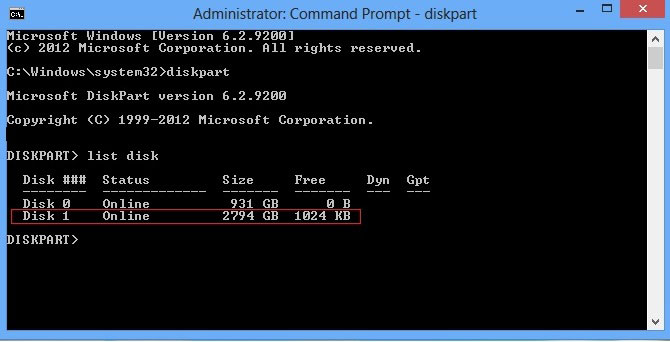 Administrator: Command Prompt - diskpart
Microsoft Windows [Version 6.2.9200]
(c) 2012 Microsoft Corporation. All rights reserved.
C:\Windows\system32>diskpart
Microsoft DiskPart version 6.2.9200
Copyright (C) 1999-2012 Microsoft Corporation.
DISKPART> list disk
Disk ###  Status         Size     Free     Dyn  Gpt
--------  -------------  -------  -------  ---  ---
Disk 0    Online          931 GB      0 B
Disk 1    Online         2794 GB  1024 KB
DISKPART>